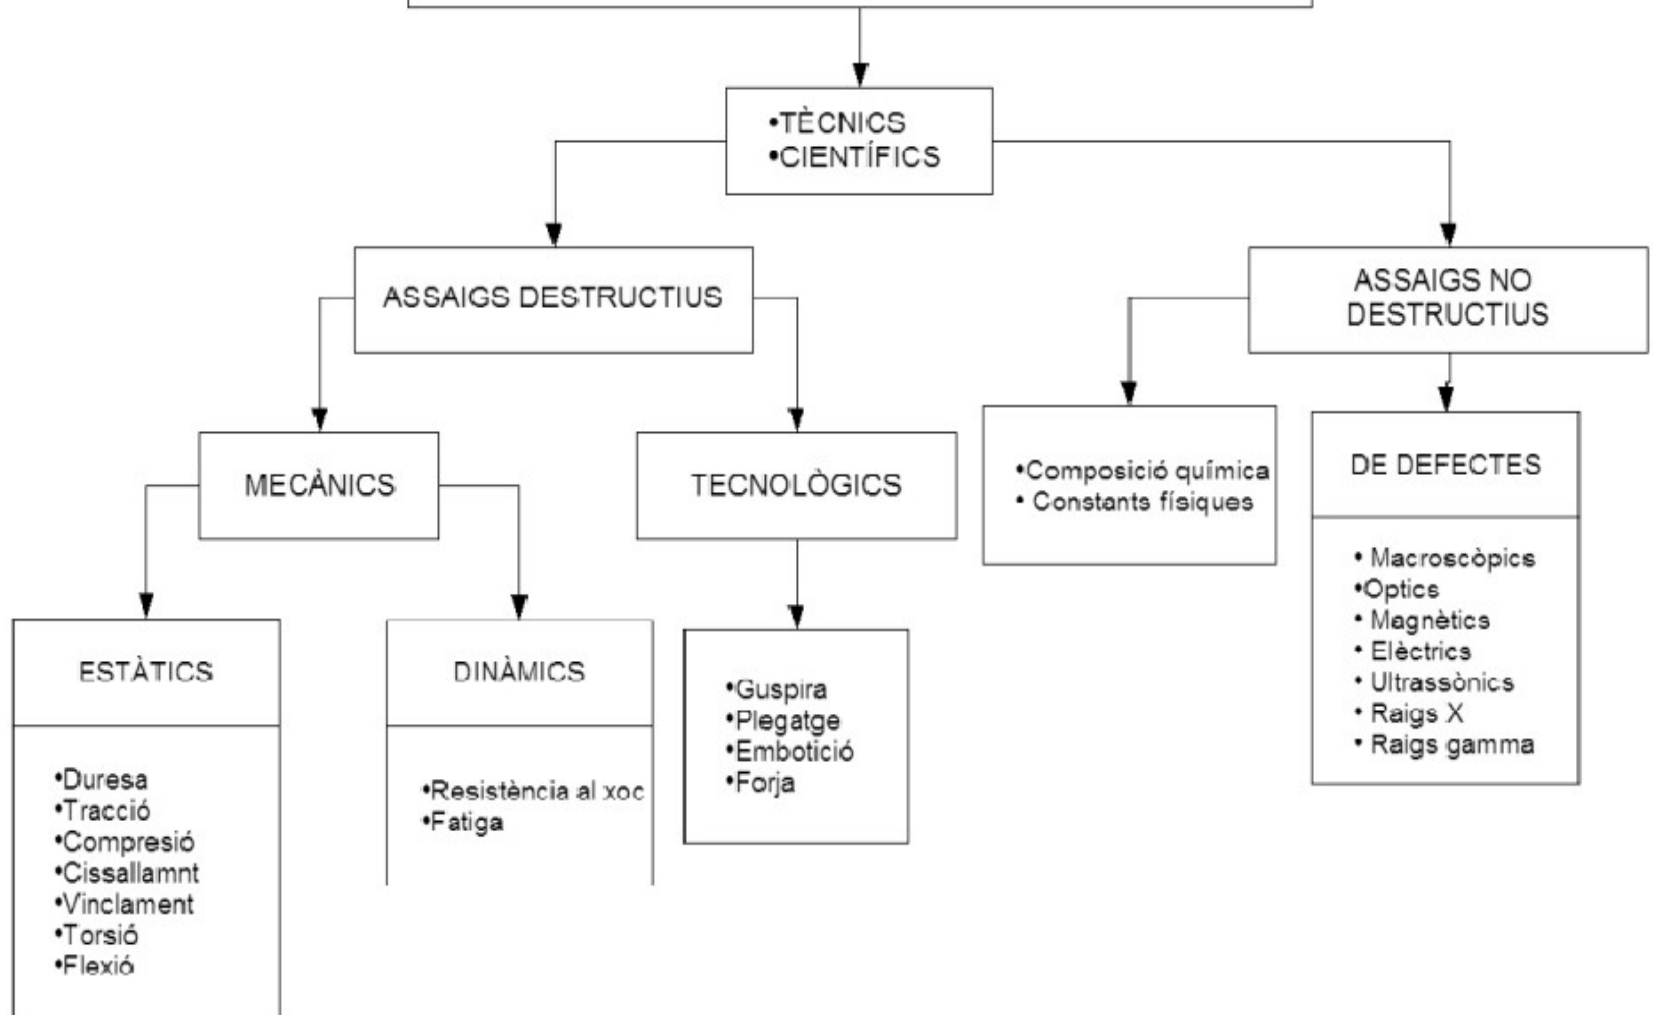 •TÈCNICS
•CIENTÍFICS
ASSAIGS DESTRUCTIUS
ASSAIGS NO
DESTRUCTIUS
MECÀNICS
TECNOLÒGICS
•Composició química
• Constants físiques
DE DEFECTES
• Macroscòpics
•Optics
• Magnètics
• Elèctrics
• Ultrassònics
• Raigs X
• Raigs gamma
ESTÀTICS
•Duresa
•Tracció
•Compresió
•Cissallamnt
•Vinclament
•Torsió
•Flexió
DINÀMICS
•Resistència al xoc
•Fatiga
•Guspira
•Plegatge
•Embotició
•Forja